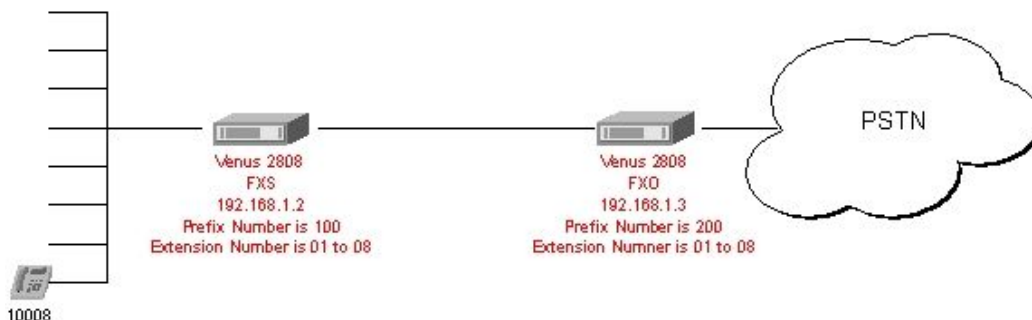 PSTN
Venus 2808
FXS
192.168.1.2
Prefix Number is 100
Extension Number is 01 to 08
Venus 2808
FXO
192.168.1.3
Prefix Number is 200
Extension Numner is 01 to 08
10008